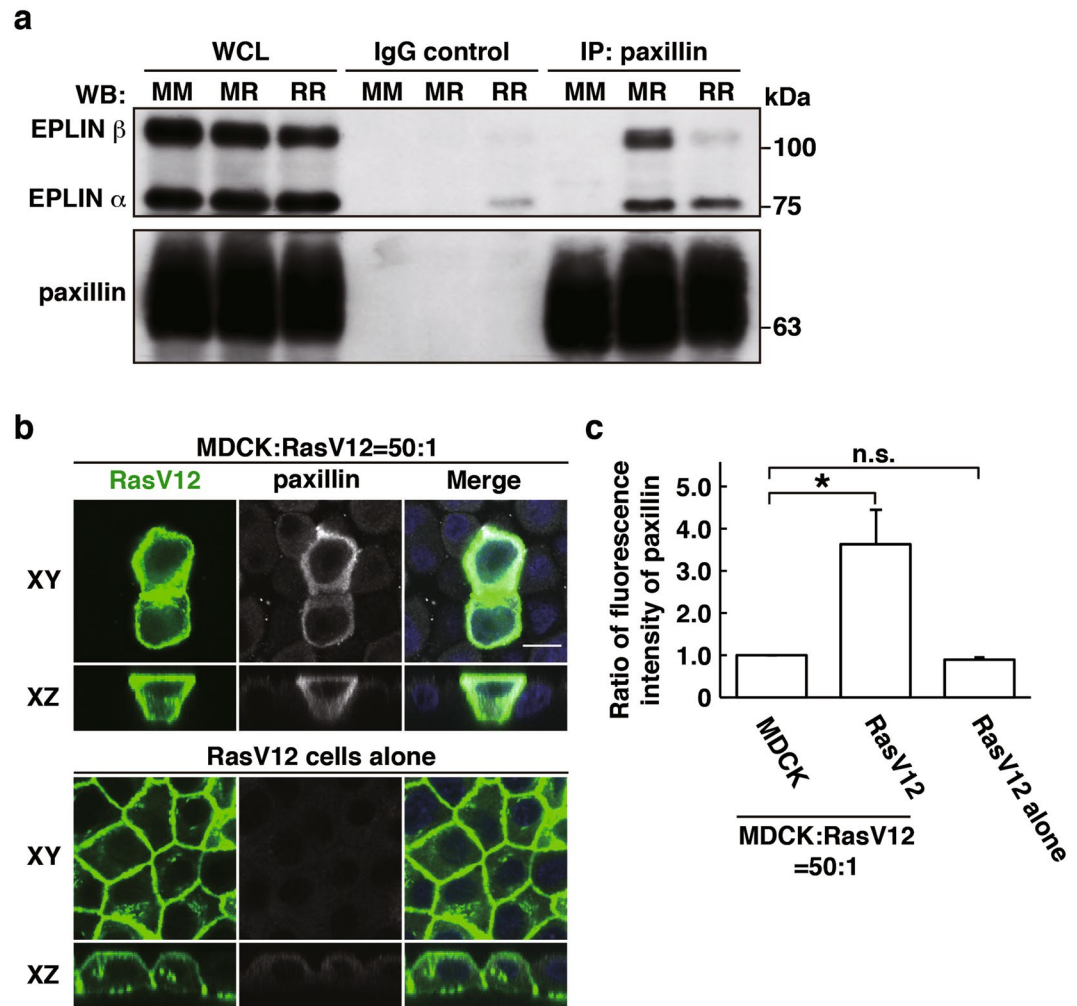 a
WCL IgG control IP: paxillin
WB: MM MR RR MM MR RR MM MR RR kDa
EPLIN β
-100
EPLIN α
-75
paxillin
-63
b
MDCK:RasV12=50:1
RasV12 paxillin Merge
XY
XZ
RasV12 cells alone
XY
XZ
c
Ratio of fluorescence
intensity of paxillin
n.s.
*
5.0
4.0
3.0
2.0
1.0
0
MDCK
RasV12
RasV12 alone
MDCK:RasV12
=50:1